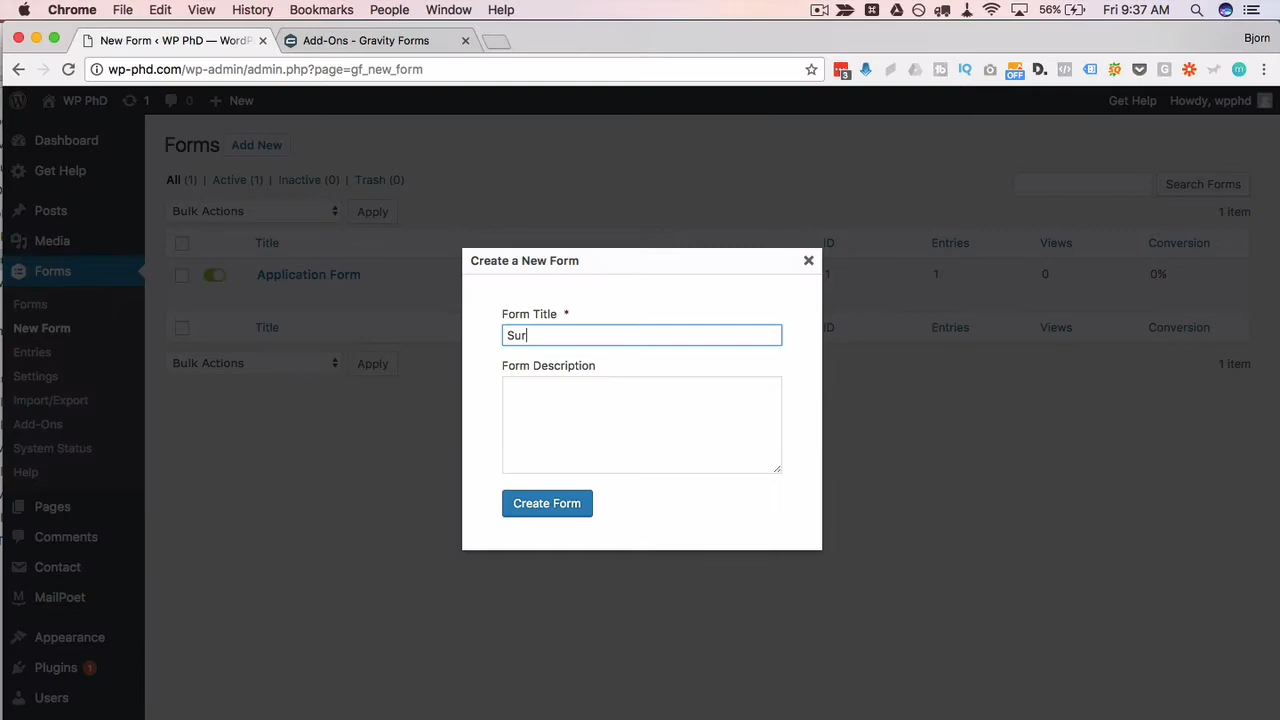 Chrome File Edit View History Bookmarks People Window Help 56% Fri 9:37 AM
New Form ‹ WP PhD — WordP Add-Ons - Gravity Forms Bjorn
wp-phd.com/wp-admin/admin.php?page=gf_new_form 3 OFF
WP PhD 1 0 New Get Help Howdy, wpphd
Dashboard
Get Help
Posts
Media
Forms
Forms
New Form
Entries
Settings
Import/Export
Add-Ons
System Status
Help
Pages
Comments
Contact
MailPoet
Appearance
Plugins 1
Users
Forms Add New
All (1) | Active (1) | Inactive (0) | Trash (0) Search Forms
Bulk Actions Apply 1 item
Title ID Entries Views Conversion
Application Form 1 1 0 0%
Title ID Entries Views Conversion
Bulk Actions Apply 1 item
Create a New Form
Form Title *
Sur
Form Description
Create Form